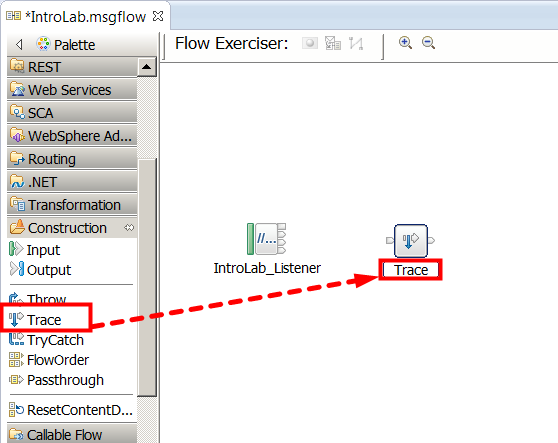 *IntroLab.msgflow
Palette
Flow Exerciser:
REST
Web Services
SCA
WebSphere Ad...
Routing
.NET
Transformation
Construction
Input
Output
Throw
Trace
TryCatch
FlowOrder
Passthrough
ResetContentD...
Callable Flow
//...
IntroLab_Listener
Trace